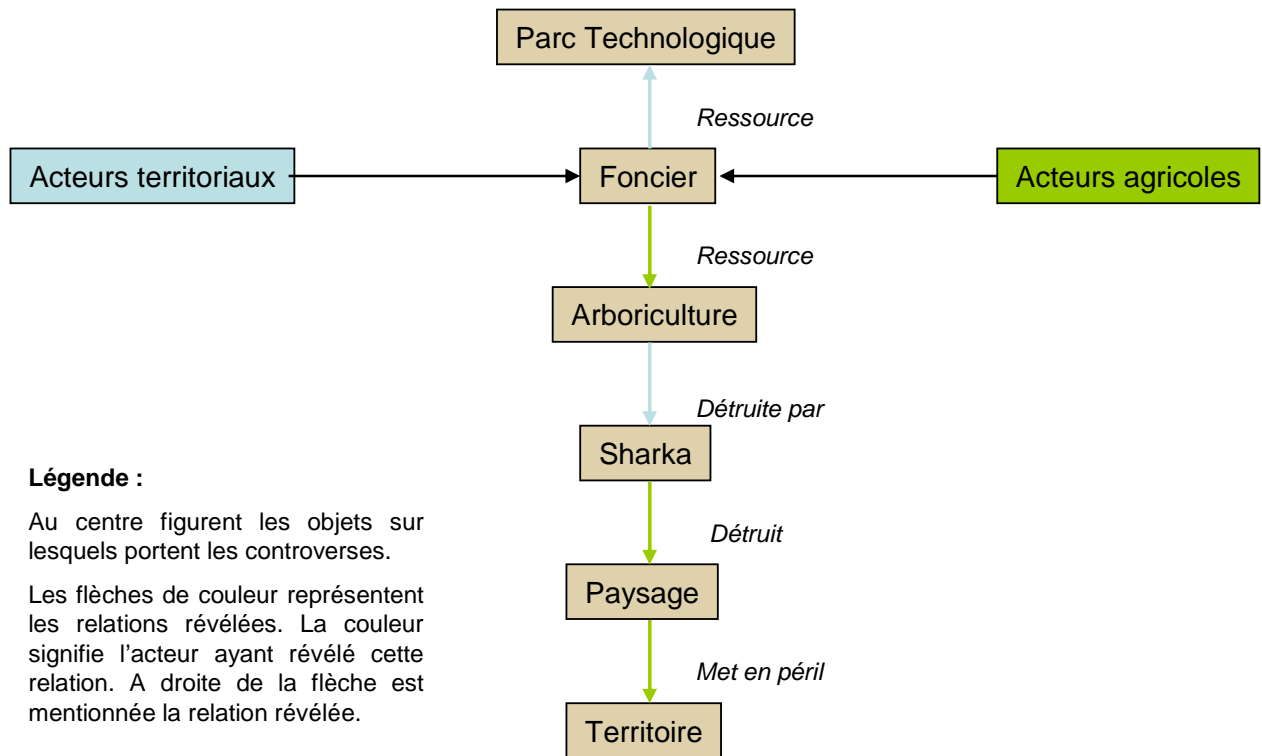 Parc Technologique
Ressource
Acteurs territoriaux
Foncier
Acteurs agricoles
Ressource
Arboriculture
Détruite par
Sharka
Légende :
Au centre figurent les objets sur
lesquels portent les controverses.
Les flèches de couleur représentent
les relations révélées. La couleur
signifie l’acteur ayant révélé cette
relation. A droite de la flèche est
mentionnée la relation révélée.
Détruit
Paysage
Met en péril
Territoire